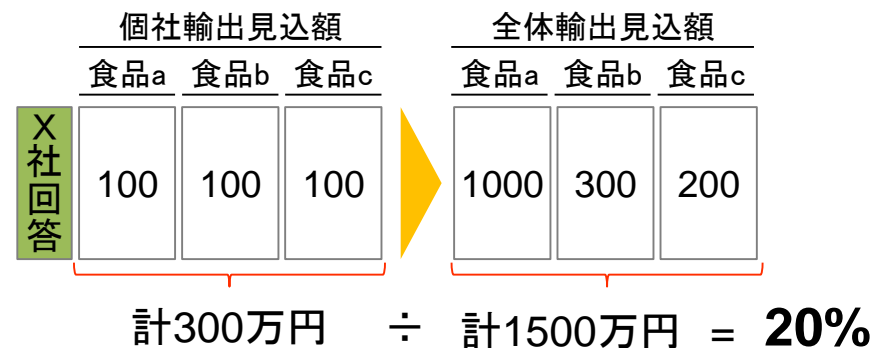 個社輸出見込額 全体輸出見込額
食品a 食品b 食品c 食品a 食品b 食品c
X社回答 100 100 100 1000 300 200
計300万円 ÷ 計1500万円 = 20%